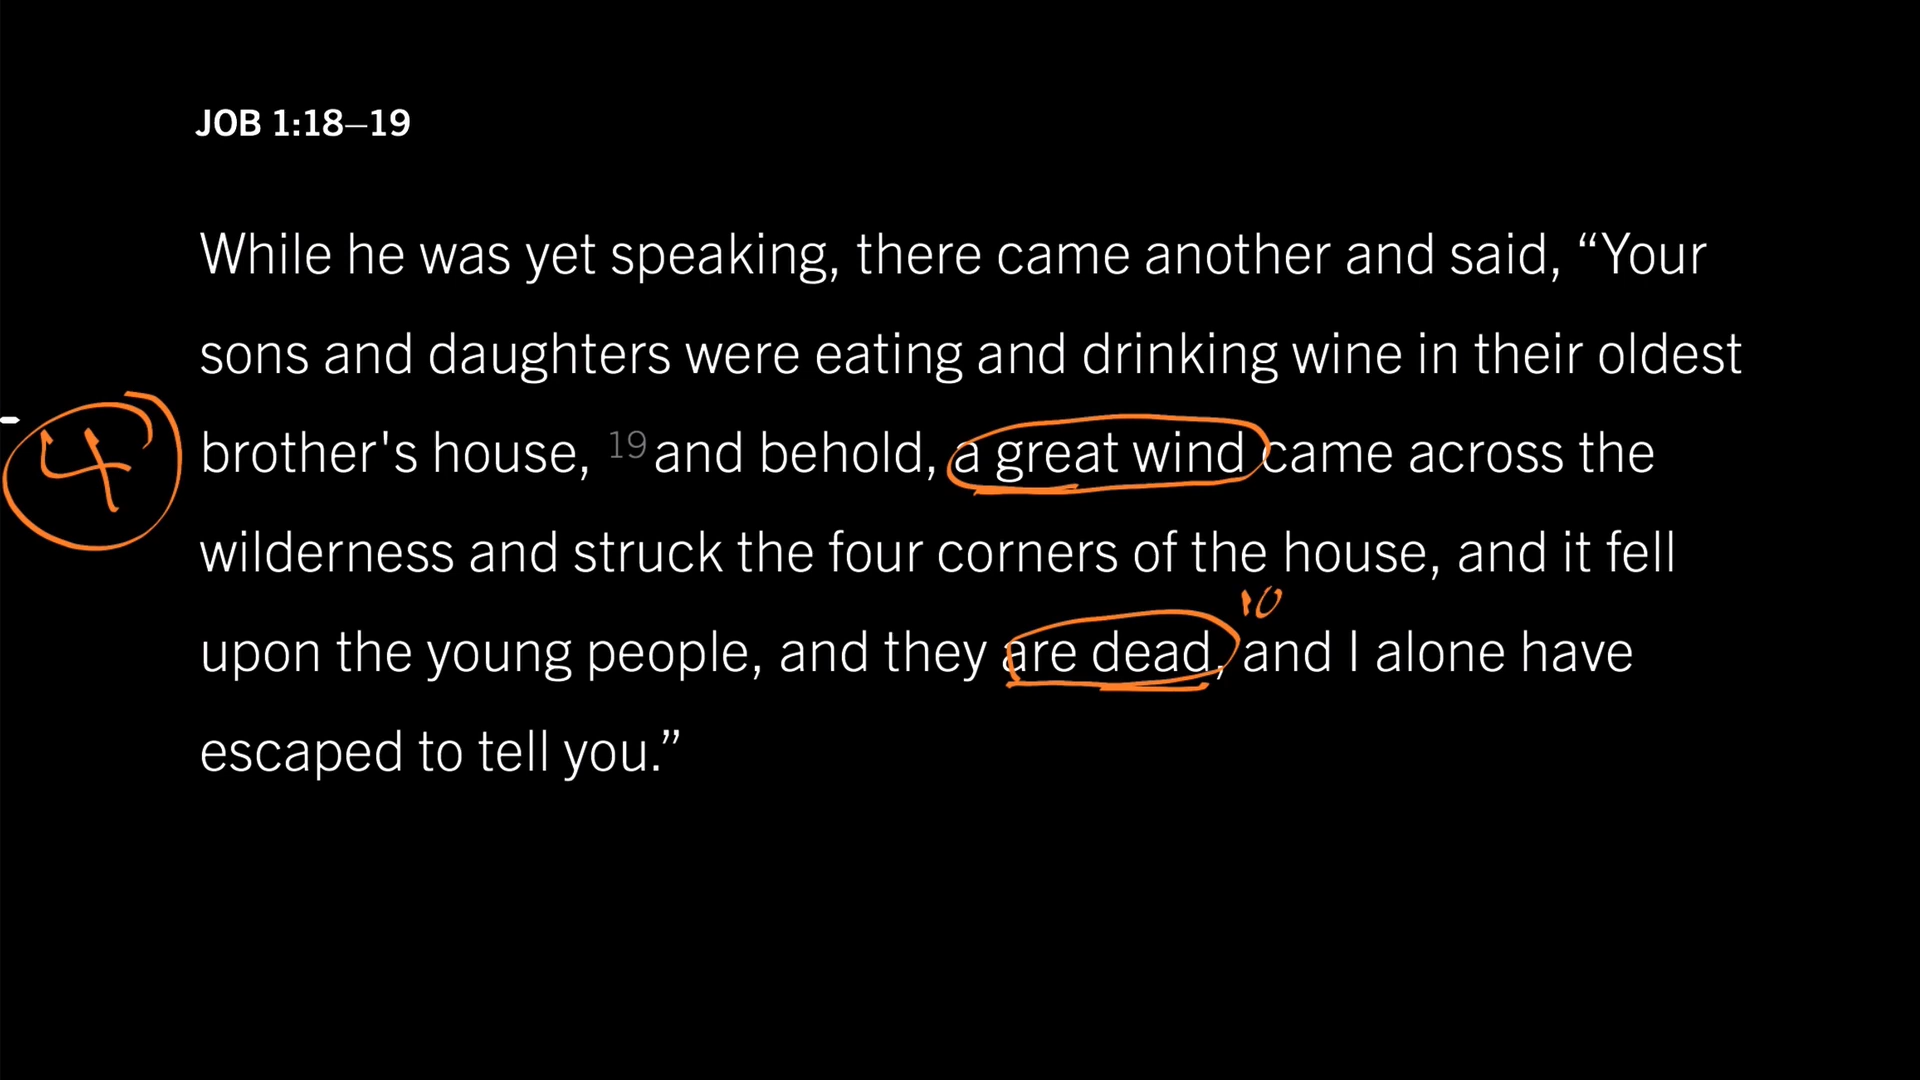 JOB 1:18–19
While he was yet speaking, there came another and said, “Your
sons and daughters were eating and drinking wine in their oldest
4
brother's house, 19 and behold, a great wind came across the
wilderness and struck the four corners of the house, and it fell
10
upon the young people, and they are dead, and I alone have
escaped to tell you.”